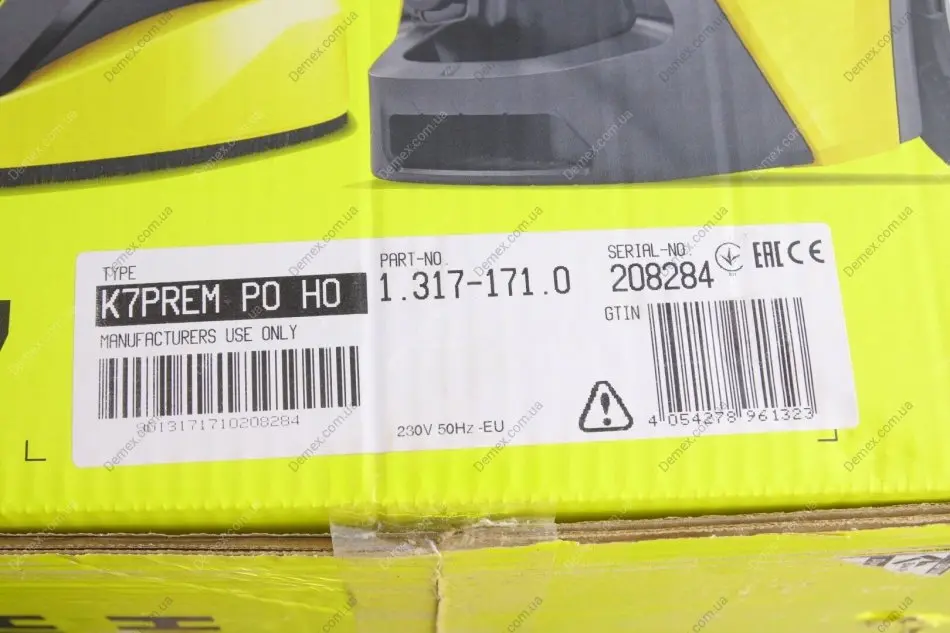 TYPE
K7PREM PO HO
MANUFACTURERS USE ONLY
9013171710208284
PART-NO.
1.317-171.0
230V 50Hz -EU
SERIAL-NO.
208284
EAC CE
GTIN
4 054278 961323
Demex.com.ua